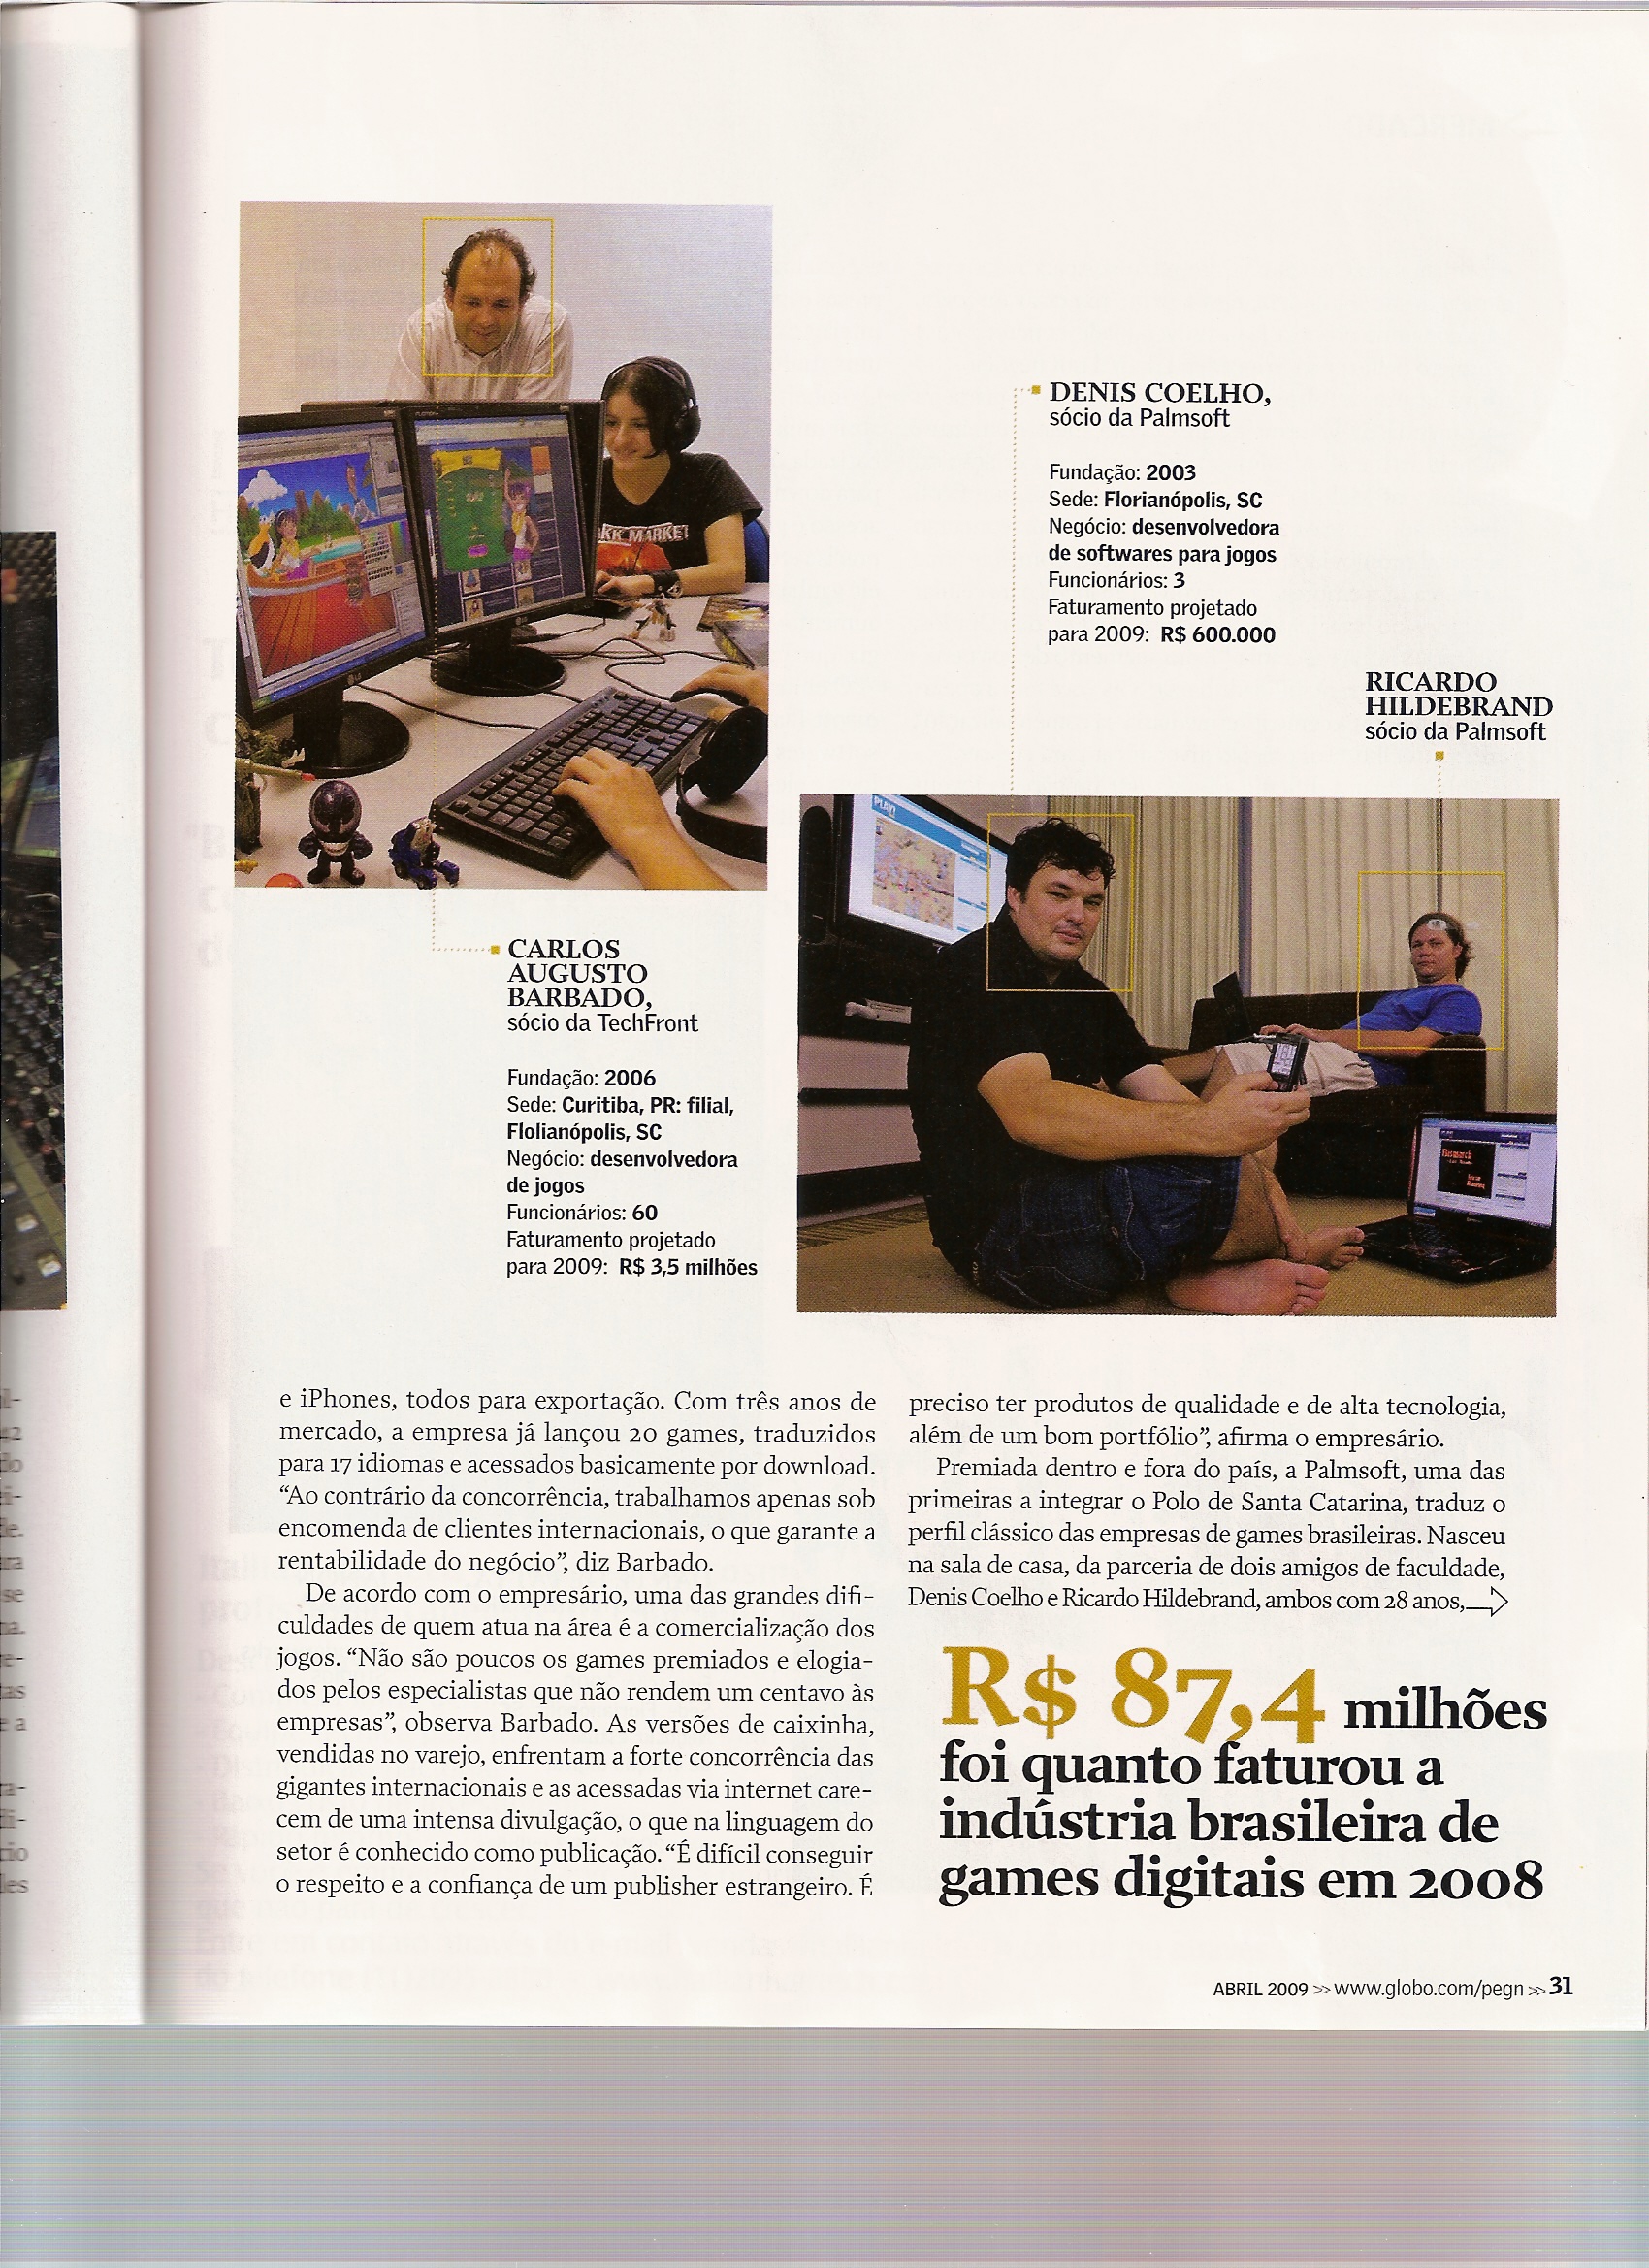 DENIS COELHO,
sócio da Palmsoft
Fundação: 2003
Sede: Florianópolis, SC
Negócio: desenvolvedora
de softwares para jogos
Funcionários: 3
Faturamento projetado
para 2009: R$ 600.000
RICARDO
HILDEBRAND
sócio da Palmsoft
PLAY!
MARKET
CARLOS
AUGUSTO
BARBADO,
sócio da TechFront
Fundação: 2006
Sede: Curitiba, PR: filial,
Flolianópolis, SC
Negócio: desenvolvedora
de jogos
Funcionários: 60
Faturamento projetado
para 2009: R$ 3,5 milhões
e iPhones, todos para exportação. Com três anos de
mercado, a empresa já lançou 20 games, traduzidos
para 17 idiomas e acessados basicamente por download.
“Ao contrário da concorrência, trabalhamos apenas sob
encomenda de clientes internacionais, o que garante a
rentabilidade do negócio”, diz Barbado.
De acordo com o empresário, uma das grandes difi-
culdades de quem atua na área é a comercialização dos
jogos. “Não são poucos os games premiados e elogia-
dos pelos especialistas que não rendem um centavo às
empresas”, observa Barbado. As versões de caixinha,
vendidas no varejo, enfrentam a forte concorrência das
gigantes internacionais e as acessadas via internet care-
cem de uma intensa divulgação, o que na linguagem do
setor é conhecido como publicação. “É difícil conseguir
o respeito e a confiança de um publisher estrangeiro. É
preciso ter produtos de qualidade e de alta tecnologia,
além de um bom portfólio”, afirma o empresário.
Premiada dentro e fora do país, a Palmsoft, uma das
primeiras a integrar o Polo de Santa Catarina, traduz o
perfil clássico das empresas de games brasileiras. Nasceu
na sala de casa, da parceria de dois amigos de faculdade,
Denis Coelho e Ricardo Hildebrand, ambos com 28 anos,
R$ 87,4 milhões
foi quanto faturou a
indústria brasileira de
games digitais em 2008
ABRIL 2009 >> www.globo.com/pegn >> 31